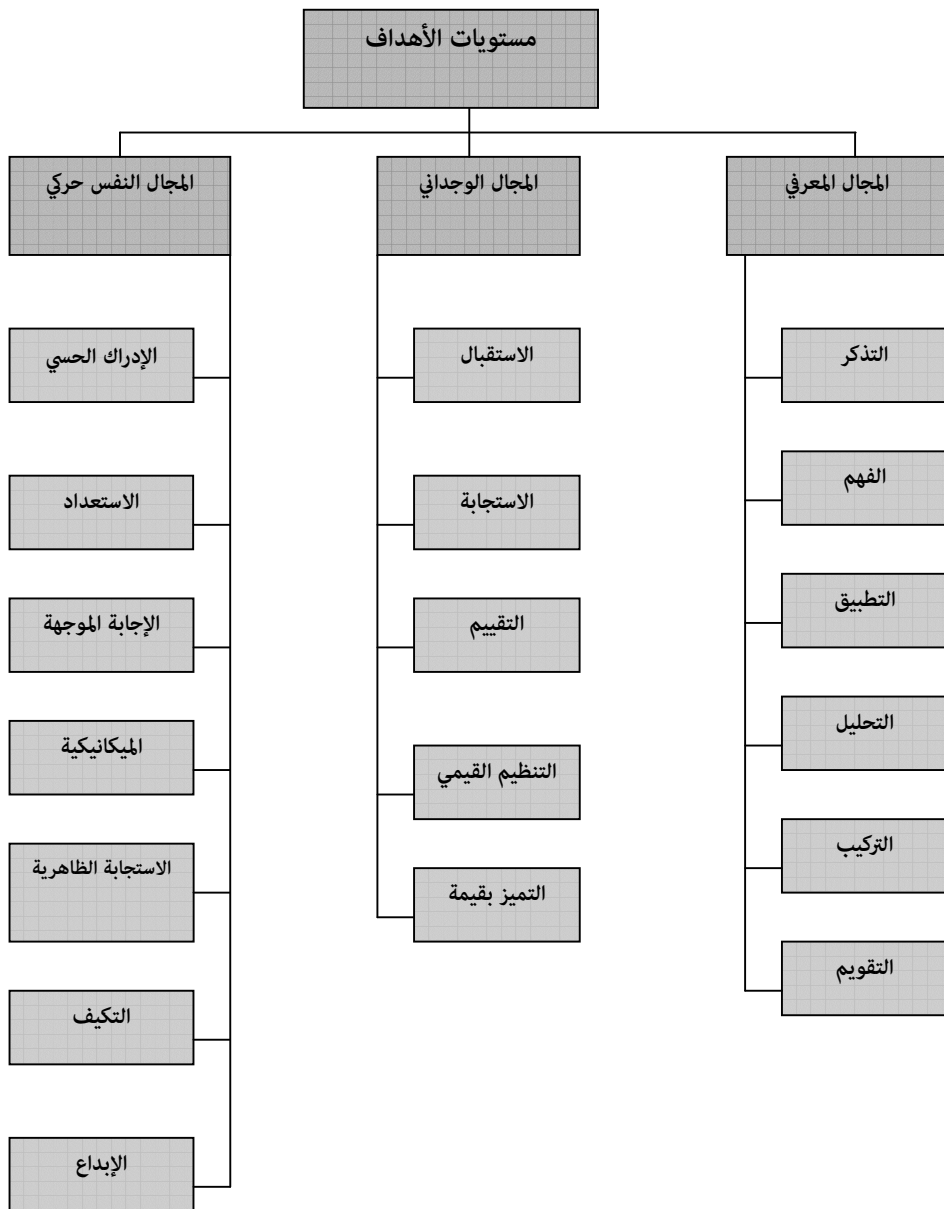 مستويات الأهداف
المجال المعرفي
المجال الوجداني
المجال النفس حركي
التذكر
الفهم
التطبيق
التحليل
التركيب
التقويم
الاستقبال
الاستجابة
التقييم
التنظيم القيمي
التميز بقيمة
الإدراك الحسي
الاستعداد
الإجابة الموجهة
الميكانيكية
الاستجابة الظاهرية
التكيف
الإبداع